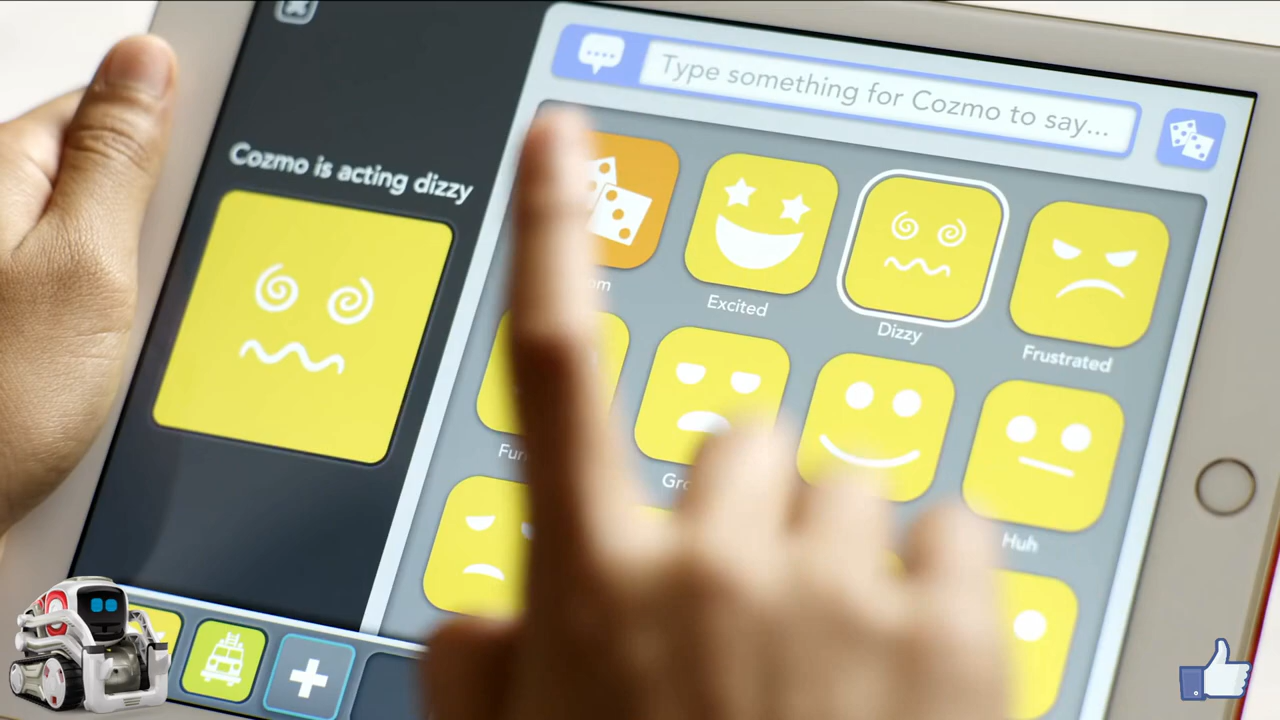 Type something for Cozmo to say...
Cozmo is acting dizzy
Excited
Dizzy
Frustrated
Huh